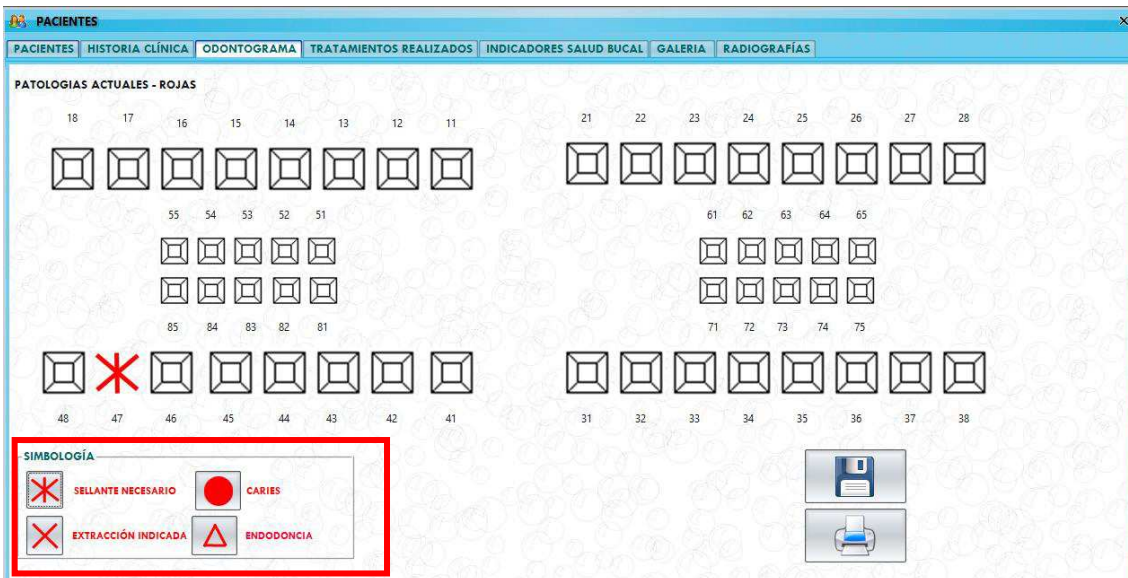 PACIENTES
PACIENTES HISTORIA CLÍNICA ODONTOGRAMA TRATAMIENTOS REALIZADOS INDICADORES SALUD BUCAL GALERIA RADIOGRAFÍAS
PATOLOGIAS ACTUALES - ROJAS
18 17 16 15 14 13 12 11 21 22 23 24 25 26 27 28
55 54 53 52 51 61 62 63 64 65
85 84 83 82 81 71 72 73 74 75
48 47 46 45 44 43 42 41 31 32 33 34 35 36 37 38
SIMBOLOGÍA
SELLANTE NECESARIO CARIES
EXTRACCIÓN INDICADA ENDODONCIA